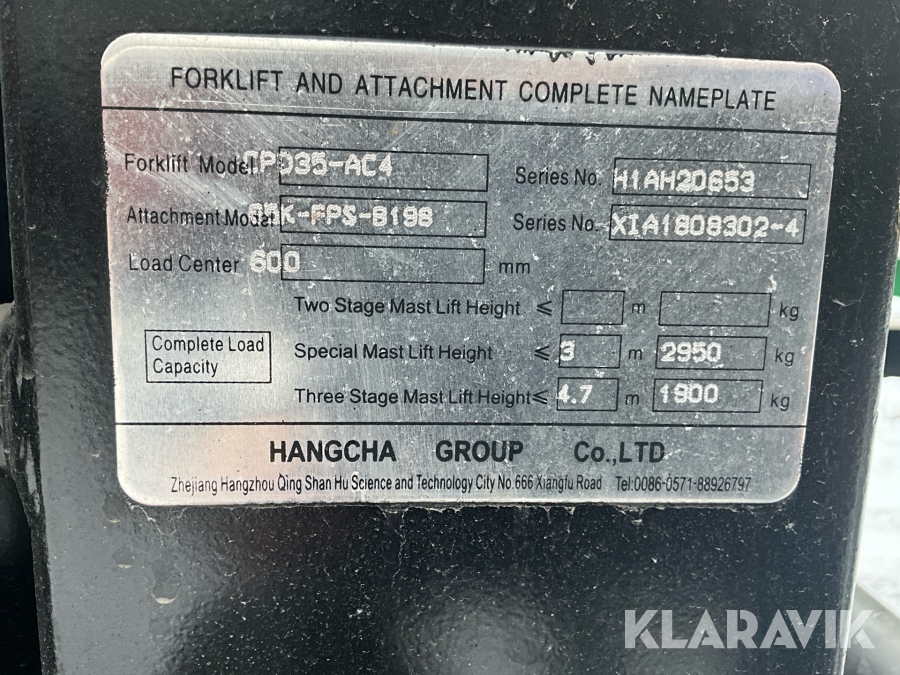 FORKLIFT AND ATTACHMENT COMPLETE NAMEPLATE
Forklift Model CPD35-AC4 Series No. H1AH20653
Attachment Model Series No. XIA1808302-4
Load Center 600 mm
Two Stage Mast Lift Height ≤ m kg
Complete Load Capacity
Special Mast Lift Height ≤ 3 m 2950 kg
Three Stage Mast Lift Height ≤ 4.7 m 1900 kg
HANGCHA GROUP Co.,LTD
Zhejiang Hangzhou Qing Shan Hu Science and Technology City No.666 Xiangfu Road Tel:0086-0571-88926797
KLARAVIK